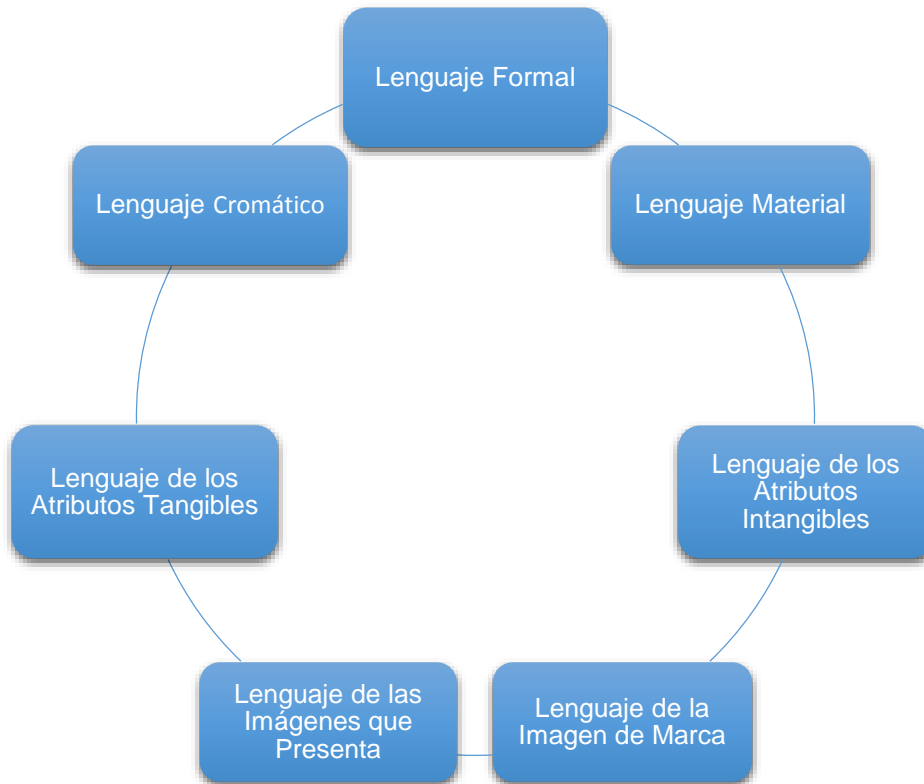 Lenguaje Formal
Lenguaje Cromático
Lenguaje Material
Lenguaje de los
Atributos Tangibles
Lenguaje de los
Atributos
Intangibles
Lenguaje de las
Imágenes que
Presenta
Lenguaje de la
Imagen de Marca